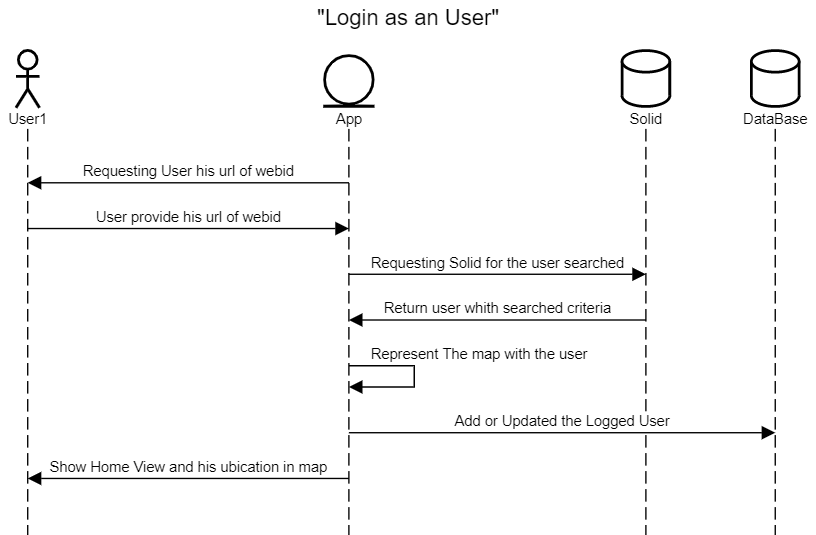 "Login as an User"
User1
App
Solid
DataBase
Requesting User his url of webid
User provide his url of webid
Requesting Solid for the user searched
Return user whith searched criteria
Represent The map with the user
Add or Updated the Logged User
Show Home View and his ubication in map